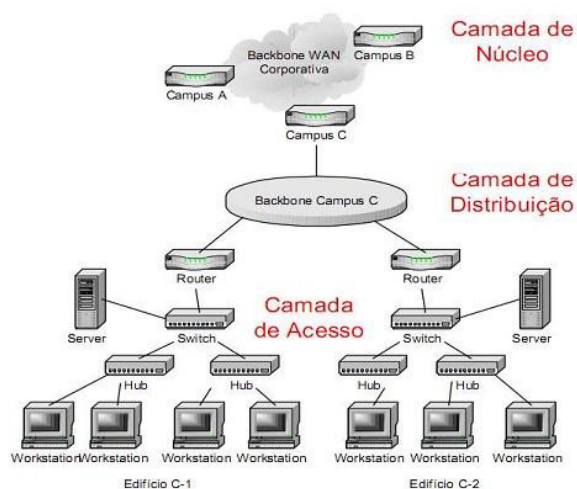 Camada de
Núcleo
Backbone WAN
Corporativa
Campus B
Campus A
Campus C
Camada de
Distribuição
Backbone Campus C
Router
Router
Camada
de Acesso
Server
Switch
Switch
Server
Hub
Hub
Hub
Hub
Workstation
Workstation
Workstation
Workstation
Workstation
Workstation
Workstation
Edifício C-1
Edifício C-2